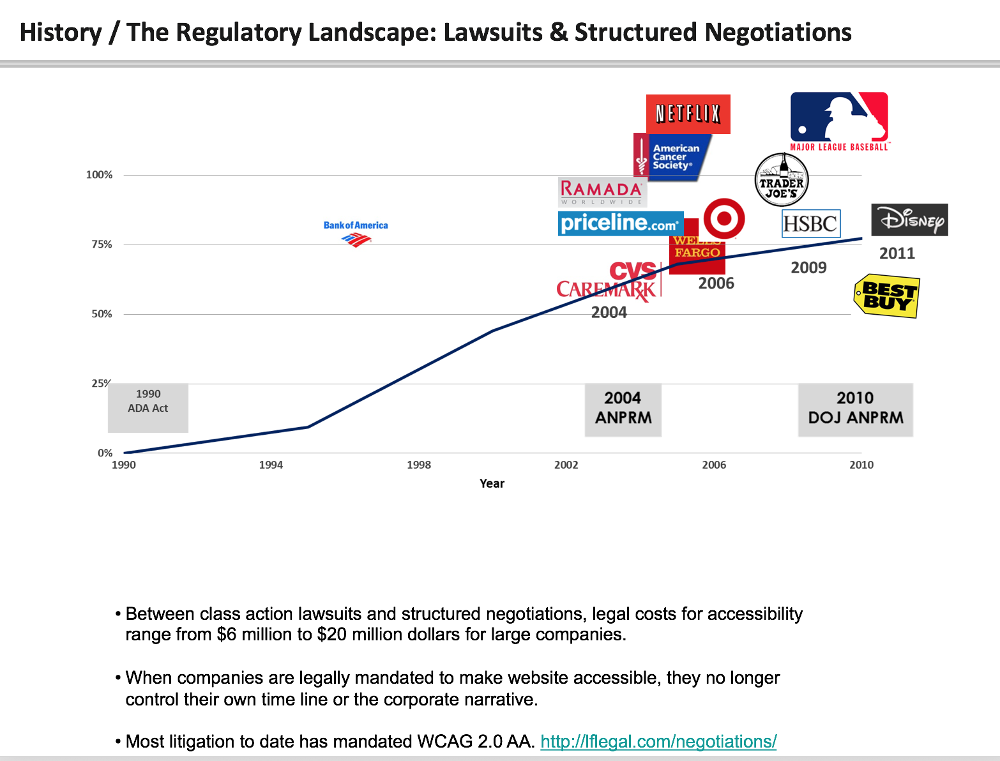 History / The Regulatory Landscape: Lawsuits & Structured Negotiations
NETFLIX
American
Cancer
Society®
MAJOR LEAGUE BASEBALL™
100%
RAMADA
WORLDWIDE
TRADER
JOE'S
Bank of America
priceline.com®
HSBC
Disney
75%
WELLS
FARGO
2011
CVS
CAREMARK
2006
2009
BEST
BUY
50%
2004
25%
1990
ADA Act
2004
ANPRM
2010
DOJ ANPRM
0%
1990 1994 1998 2002 2006 2010
Year
• Between class action lawsuits and structured negotiations, legal costs for accessibility
range from $6 million to $20 million dollars for large companies.
• When companies are legally mandated to make website accessible, they no longer
control their own time line or the corporate narrative.
• Most litigation to date has mandated WCAG 2.0 AA. http://lflegal.com/negotiations/